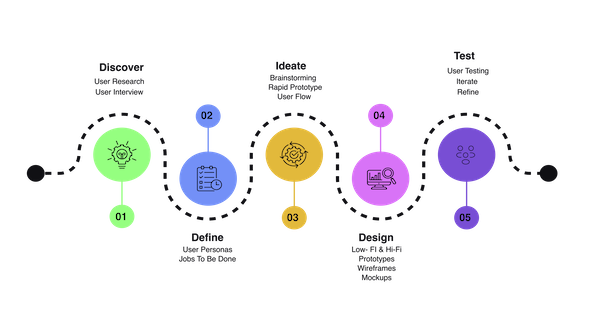 Discover
User Research
User Interview
01
02
Define
User Personas
Jobs To Be Done
Ideate
Brainstorming
Rapid Prototype
User Flow
03
04
Design
Low- FI & Hi-Fi
Prototypes
Wireframes
Mockups
Test
User Testing
Iterate
Refine
05